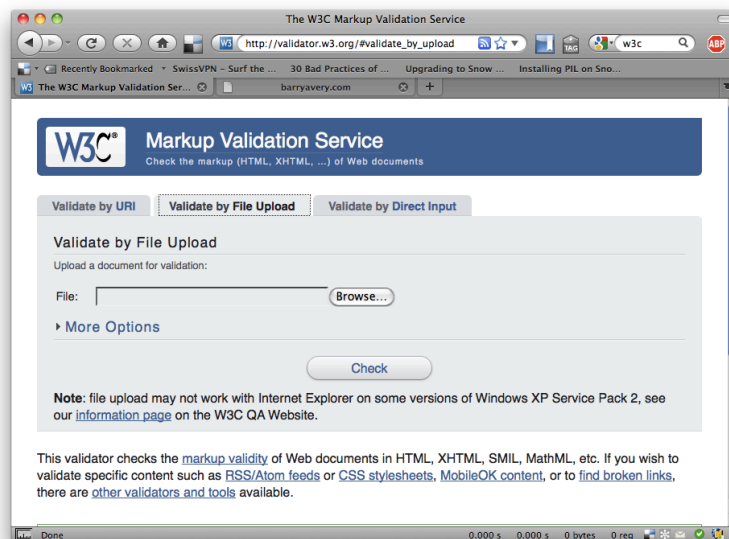 The W3C Markup Validation Service
http://validator.w3.org/#validate_by_upload
w3c
TAG
ABP
Recently Bookmarked
SwissVPN – Surf the ...
30 Bad Practices of ...
Upgrading to Snow ...
Installing PIL on Sno...
W3 The W3C Markup Validation Ser...
barryavery.com
+
W3C®
Markup Validation Service
Check the markup (HTML, XHTML, ...) of Web documents
Validate by URI
Validate by File Upload
Validate by Direct Input
Validate by File Upload
Upload a document for validation:
File:
Browse...
More Options
Check
Note: file upload may not work with Internet Explorer on some versions of Windows XP Service Pack 2, see
our information page on the W3C QA Website.
This validator checks the markup validity of Web documents in HTML, XHTML, SMIL, MathML, etc. If you wish to
validate specific content such as RSS/Atom feeds or CSS stylesheets, MobileOK content, or to find broken links,
there are other validators and tools available.
Done
0.000 s 0.000 s 0 bytes 0 req